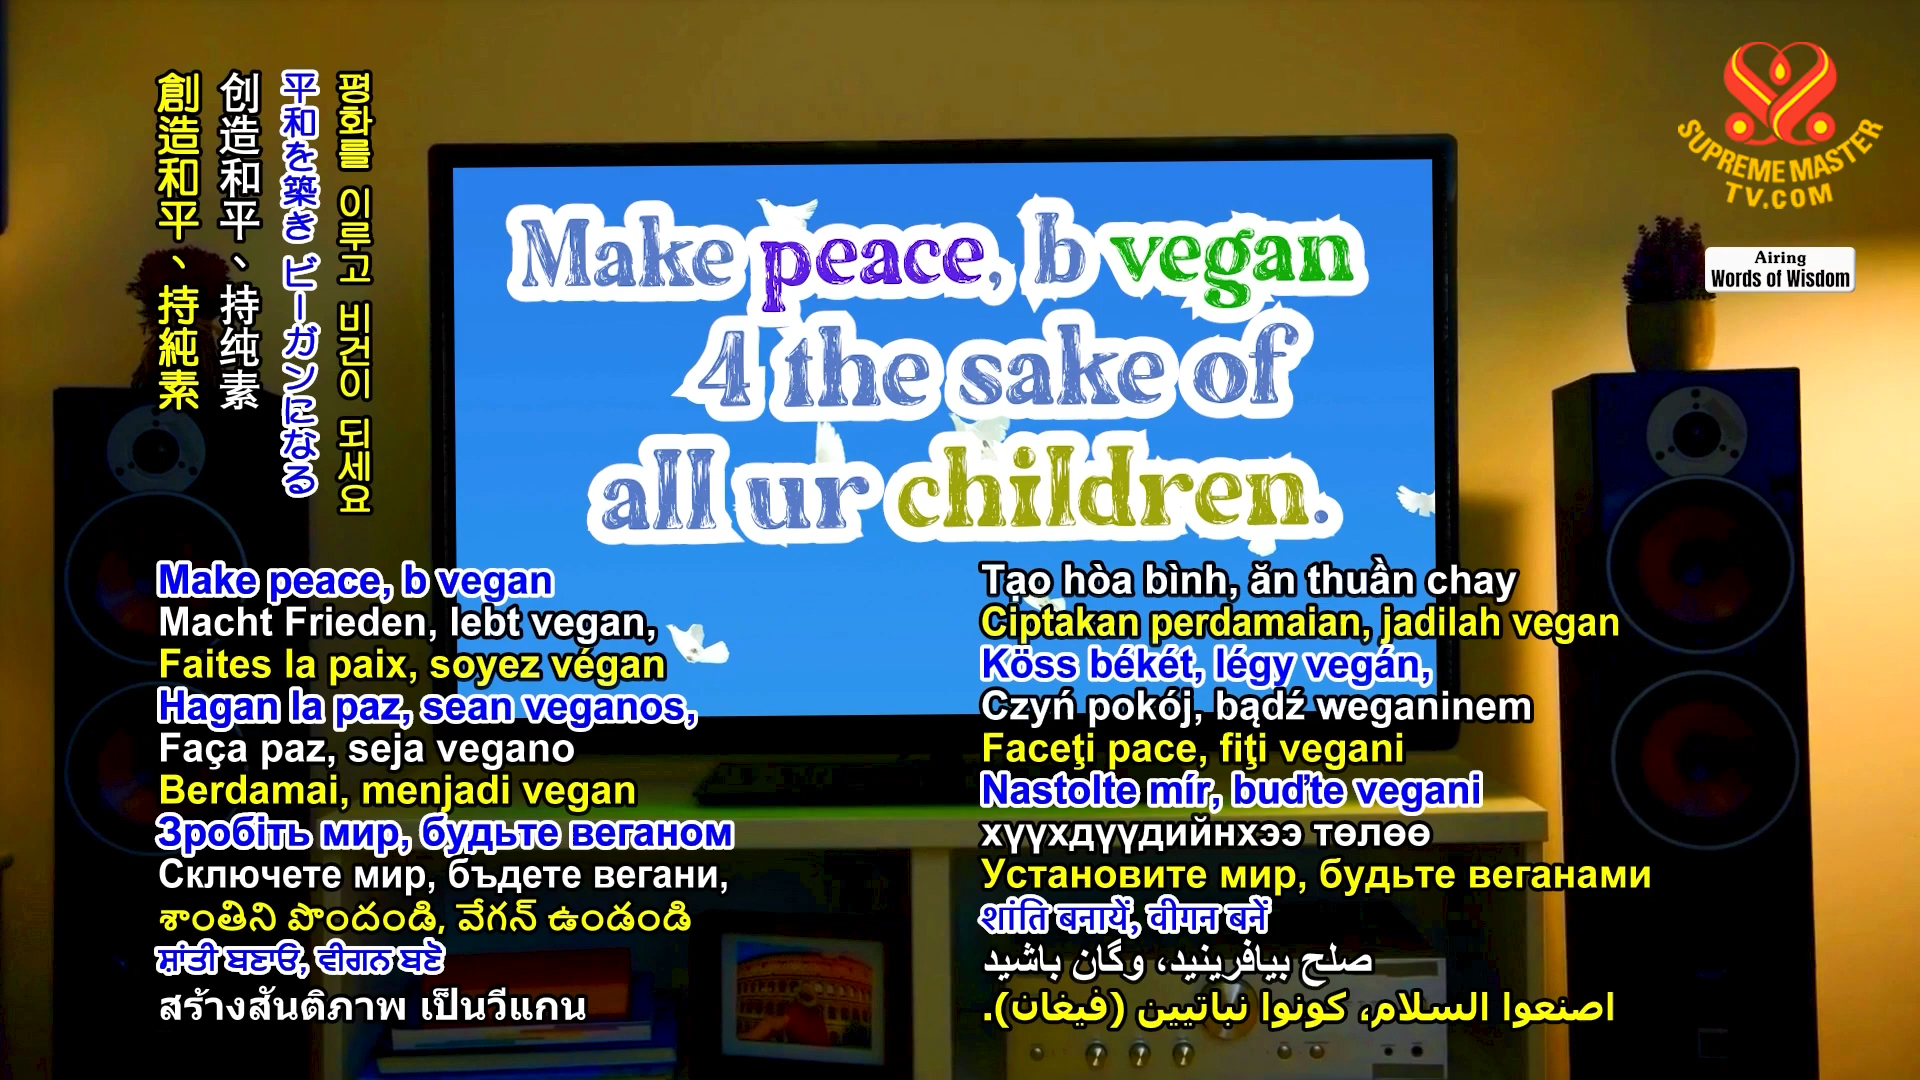 創造和平、持純素
创造和平、持纯素
平和を築き ビーガンになる
평화를 이루고 비건이 되세요
SUPREME MASTER
TV.COM
Airing
Words of Wisdom
Make peace, b vegan
4 the sake of
all ur children.
Make peace, b vegan
Macht Frieden, lebt vegan,
Faites la paix, soyez végan
Hagan la paz, sean veganos,
Faça paz, seja vegano
Berdamai, menjadi vegan
Зробіть мир, будьте веганом
Сключете мир, бъдете вегани,
శాంతిని పొందండి, వేగన్ ఉండండి
ਸ਼ਾਂਤੀ ਬਣਾਓ, ਵੀਗਨ ਬਣੋ
สร้างสันติภาพ เป็นวีแกน
Tạo hòa bình, ăn thuần chay
Ciptakan perdamaian, jadilah vegan
Köss békét, légy vegán,
Czyń pokój, bądź weganinem
Faceţi pace, fiţi vegani
Nastolte mír, buďte vegani
хүүхдүүдийнхээ төлөө
Установите мир, будьте веганами
शांति बनायें, वीगन बनें
صلح بیافرینید، وگان باشید
اصنعوا السلام، كونوا نباتيين (فيغان).